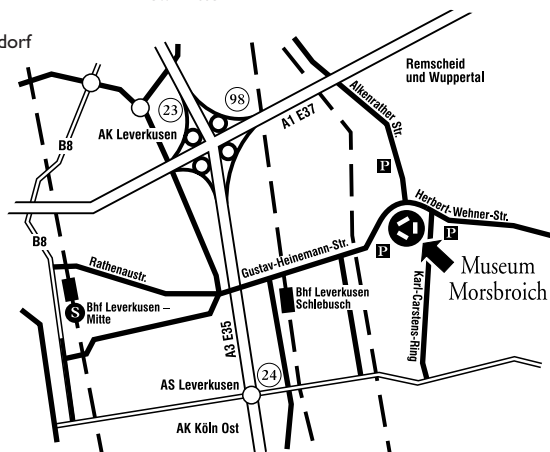 dorf
Remscheid
und Wuppertal
98
23
Alkenrather Str.
A1 E37
AK Leverkusen
B8
P
Herbert-Wehner-Str.
P
P
B8
Rathenaustr.
Gustav-Heinemann-Str.
Museum
Morsbroich
Bhf Leverkusen –
Mitte
S
Bhf Leverkusen
Schlebusch
Karl-Carstens-Ring
A3 E35
24
AS Leverkusen
AK Köln Ost